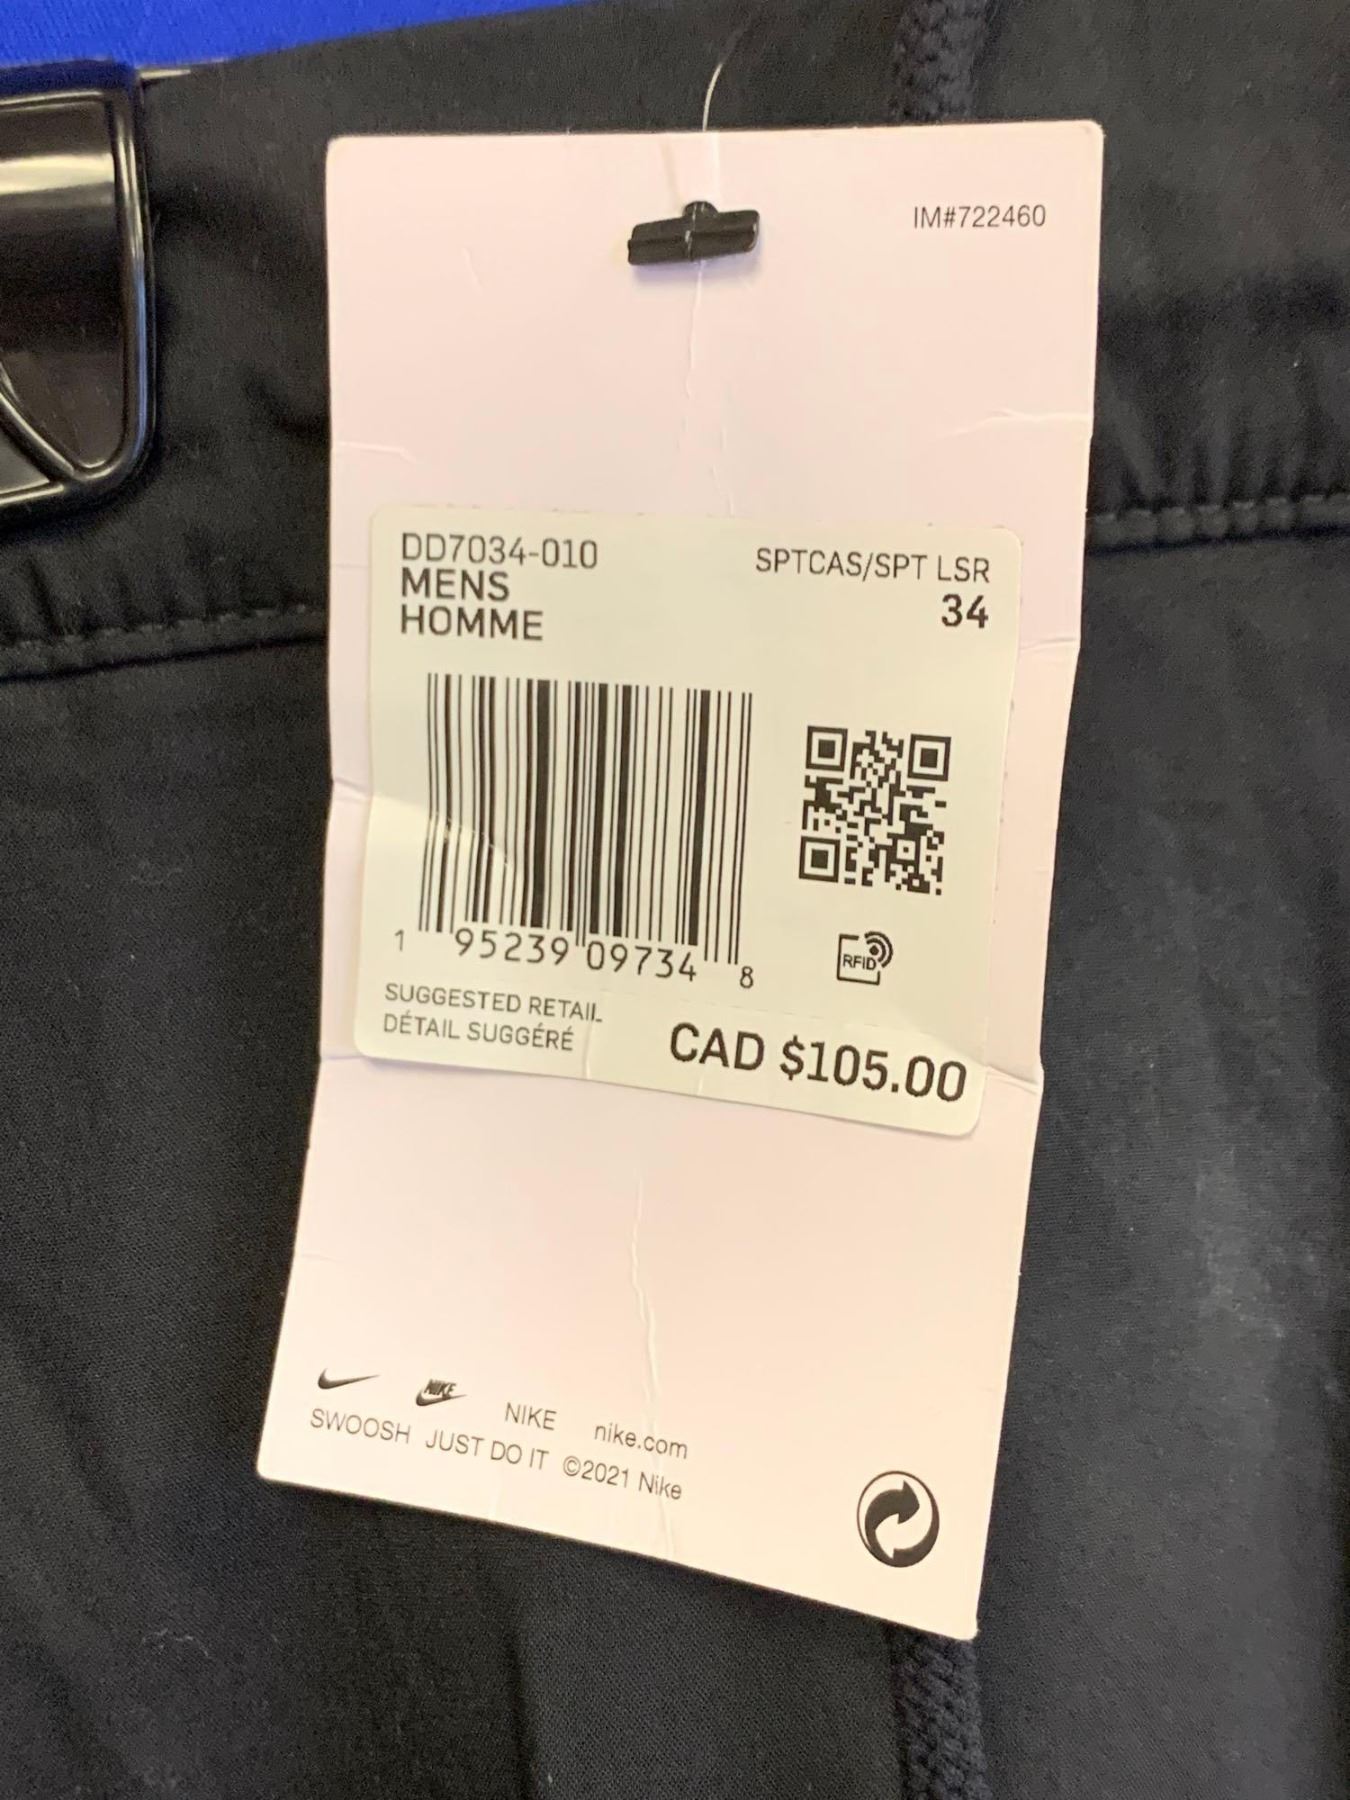 IM#722460
DD7034-010
MENS
HOMME
SPTCAS/SPT LSR
34
1 95239 09734 8
RFID
SUGGESTED RETAIL
DÉTAIL SUGGÉRÉ
CAD $105.00
NIKE NIKE nike.com
SWOOSH JUST DO IT ©2021 Nike